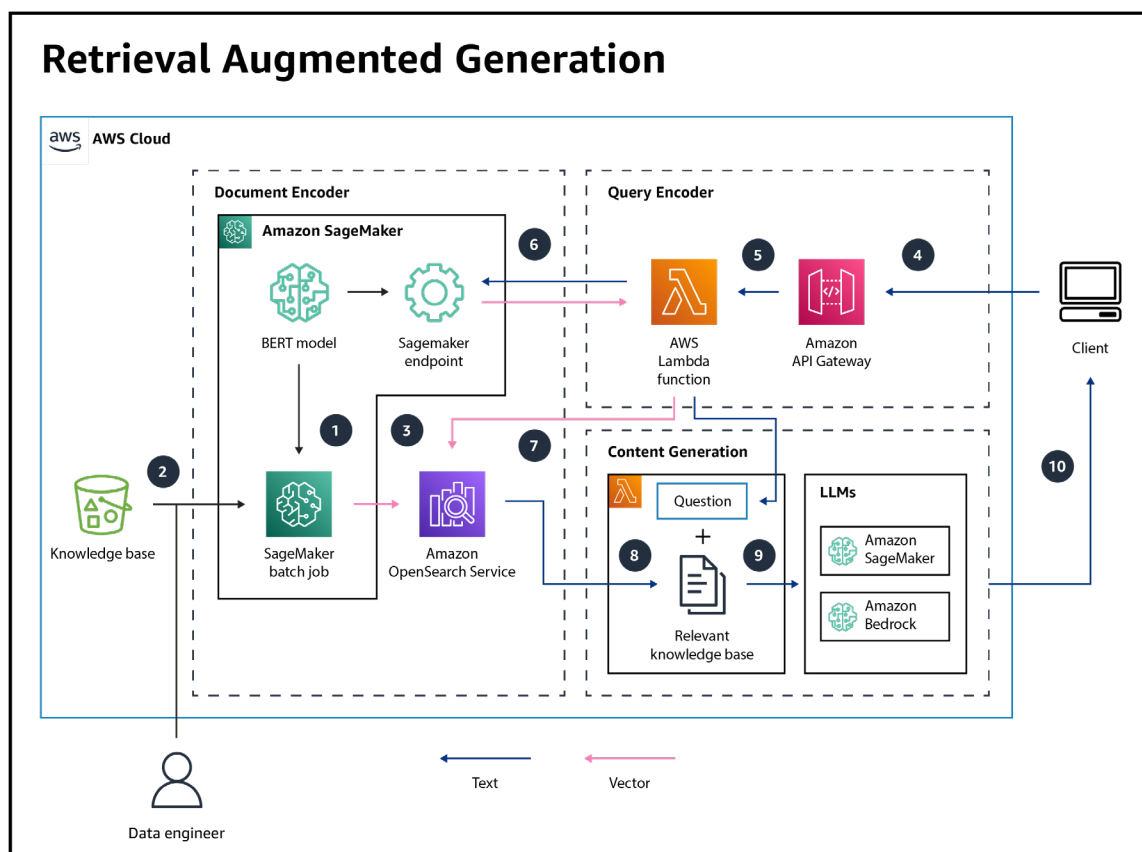 Retrieval Augmented Generation
aws
AWS Cloud
Document Encoder
Amazon SageMaker
BERT model
Sagemaker
endpoint
6
1
3
7
2
Knowledge base
SageMaker
batch job
Amazon
OpenSearch Service
Query Encoder
5
4
AWS
Lambda
function
</>
Amazon
API Gateway
Client
Content Generation
Question
+
8
9
Relevant
knowledge base
LLMs
Amazon
SageMaker
Amazon
Bedrock
10
Text
Vector
Data engineer